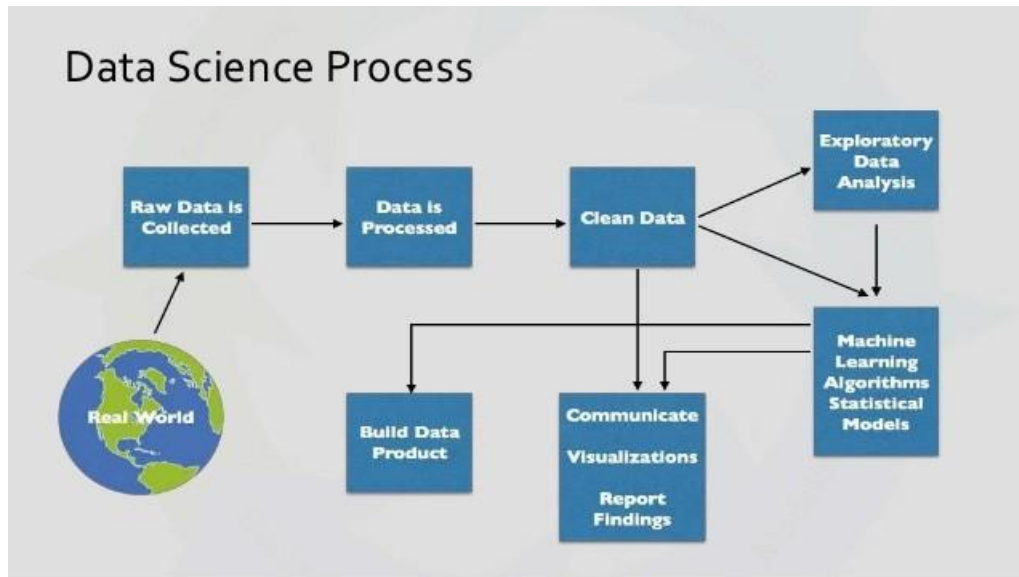 Data Science Process
Exploratory
Data
Analysis
Raw Data is
Collected
Data is
Processed
Clean Data
Machine
Learning
Algorithms
Statistical
Models
Real World
Build Data
Product
Communicate
Visualizations
Report
Findings